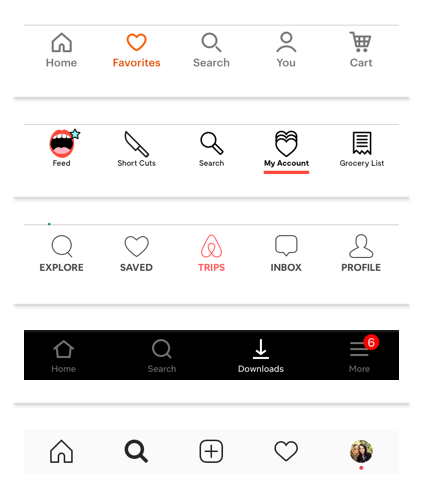 Home Favorites Search You Cart
Feed Short Cuts Search My Account Grocery List
EXPLORE SAVED TRIPS INBOX PROFILE
6
Home Search Downloads More